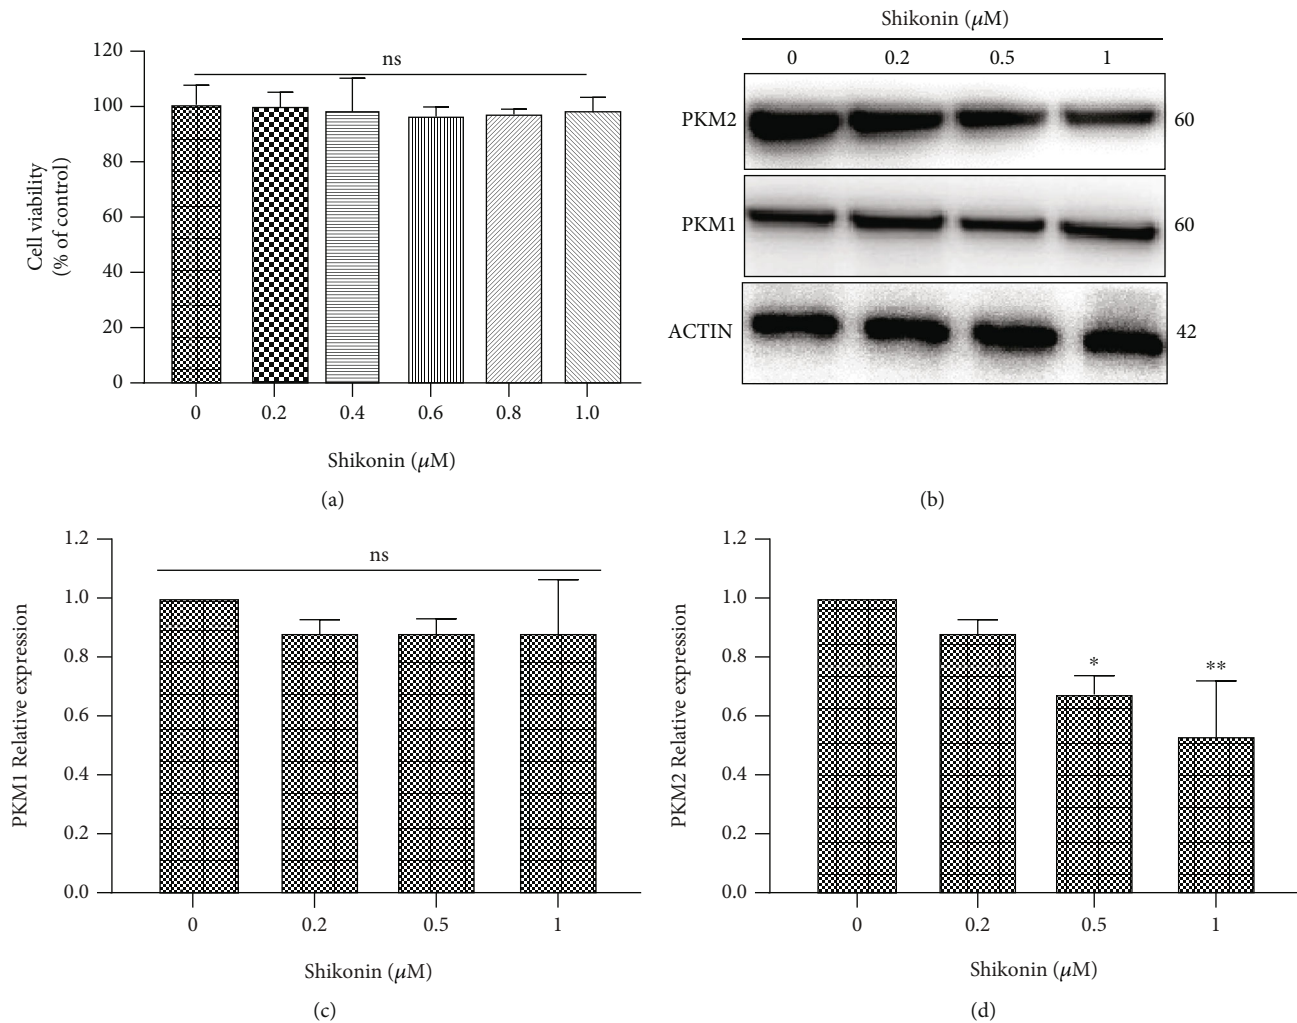 120
100
80
60
40
20
0
Cell viability
(% of control)
ns
0 0.2 0.4 0.6 0.8 1.0
Shikonin (μM)
(a)
Shikonin (μM)
0 0.2 0.5 1
PKM2 60
PKM1 60
ACTIN 42
(b)
1.2
1.0
0.8
0.6
0.4
0.2
0.0
PKM1 Relative expression
ns
0 0.2 0.5 1
Shikonin (μM)
(c)
1.2
1.0
0.8
0.6
0.4
0.2
0.0
PKM2 Relative expression
* **
0 0.2 0.5 1
Shikonin (μM)
(d)